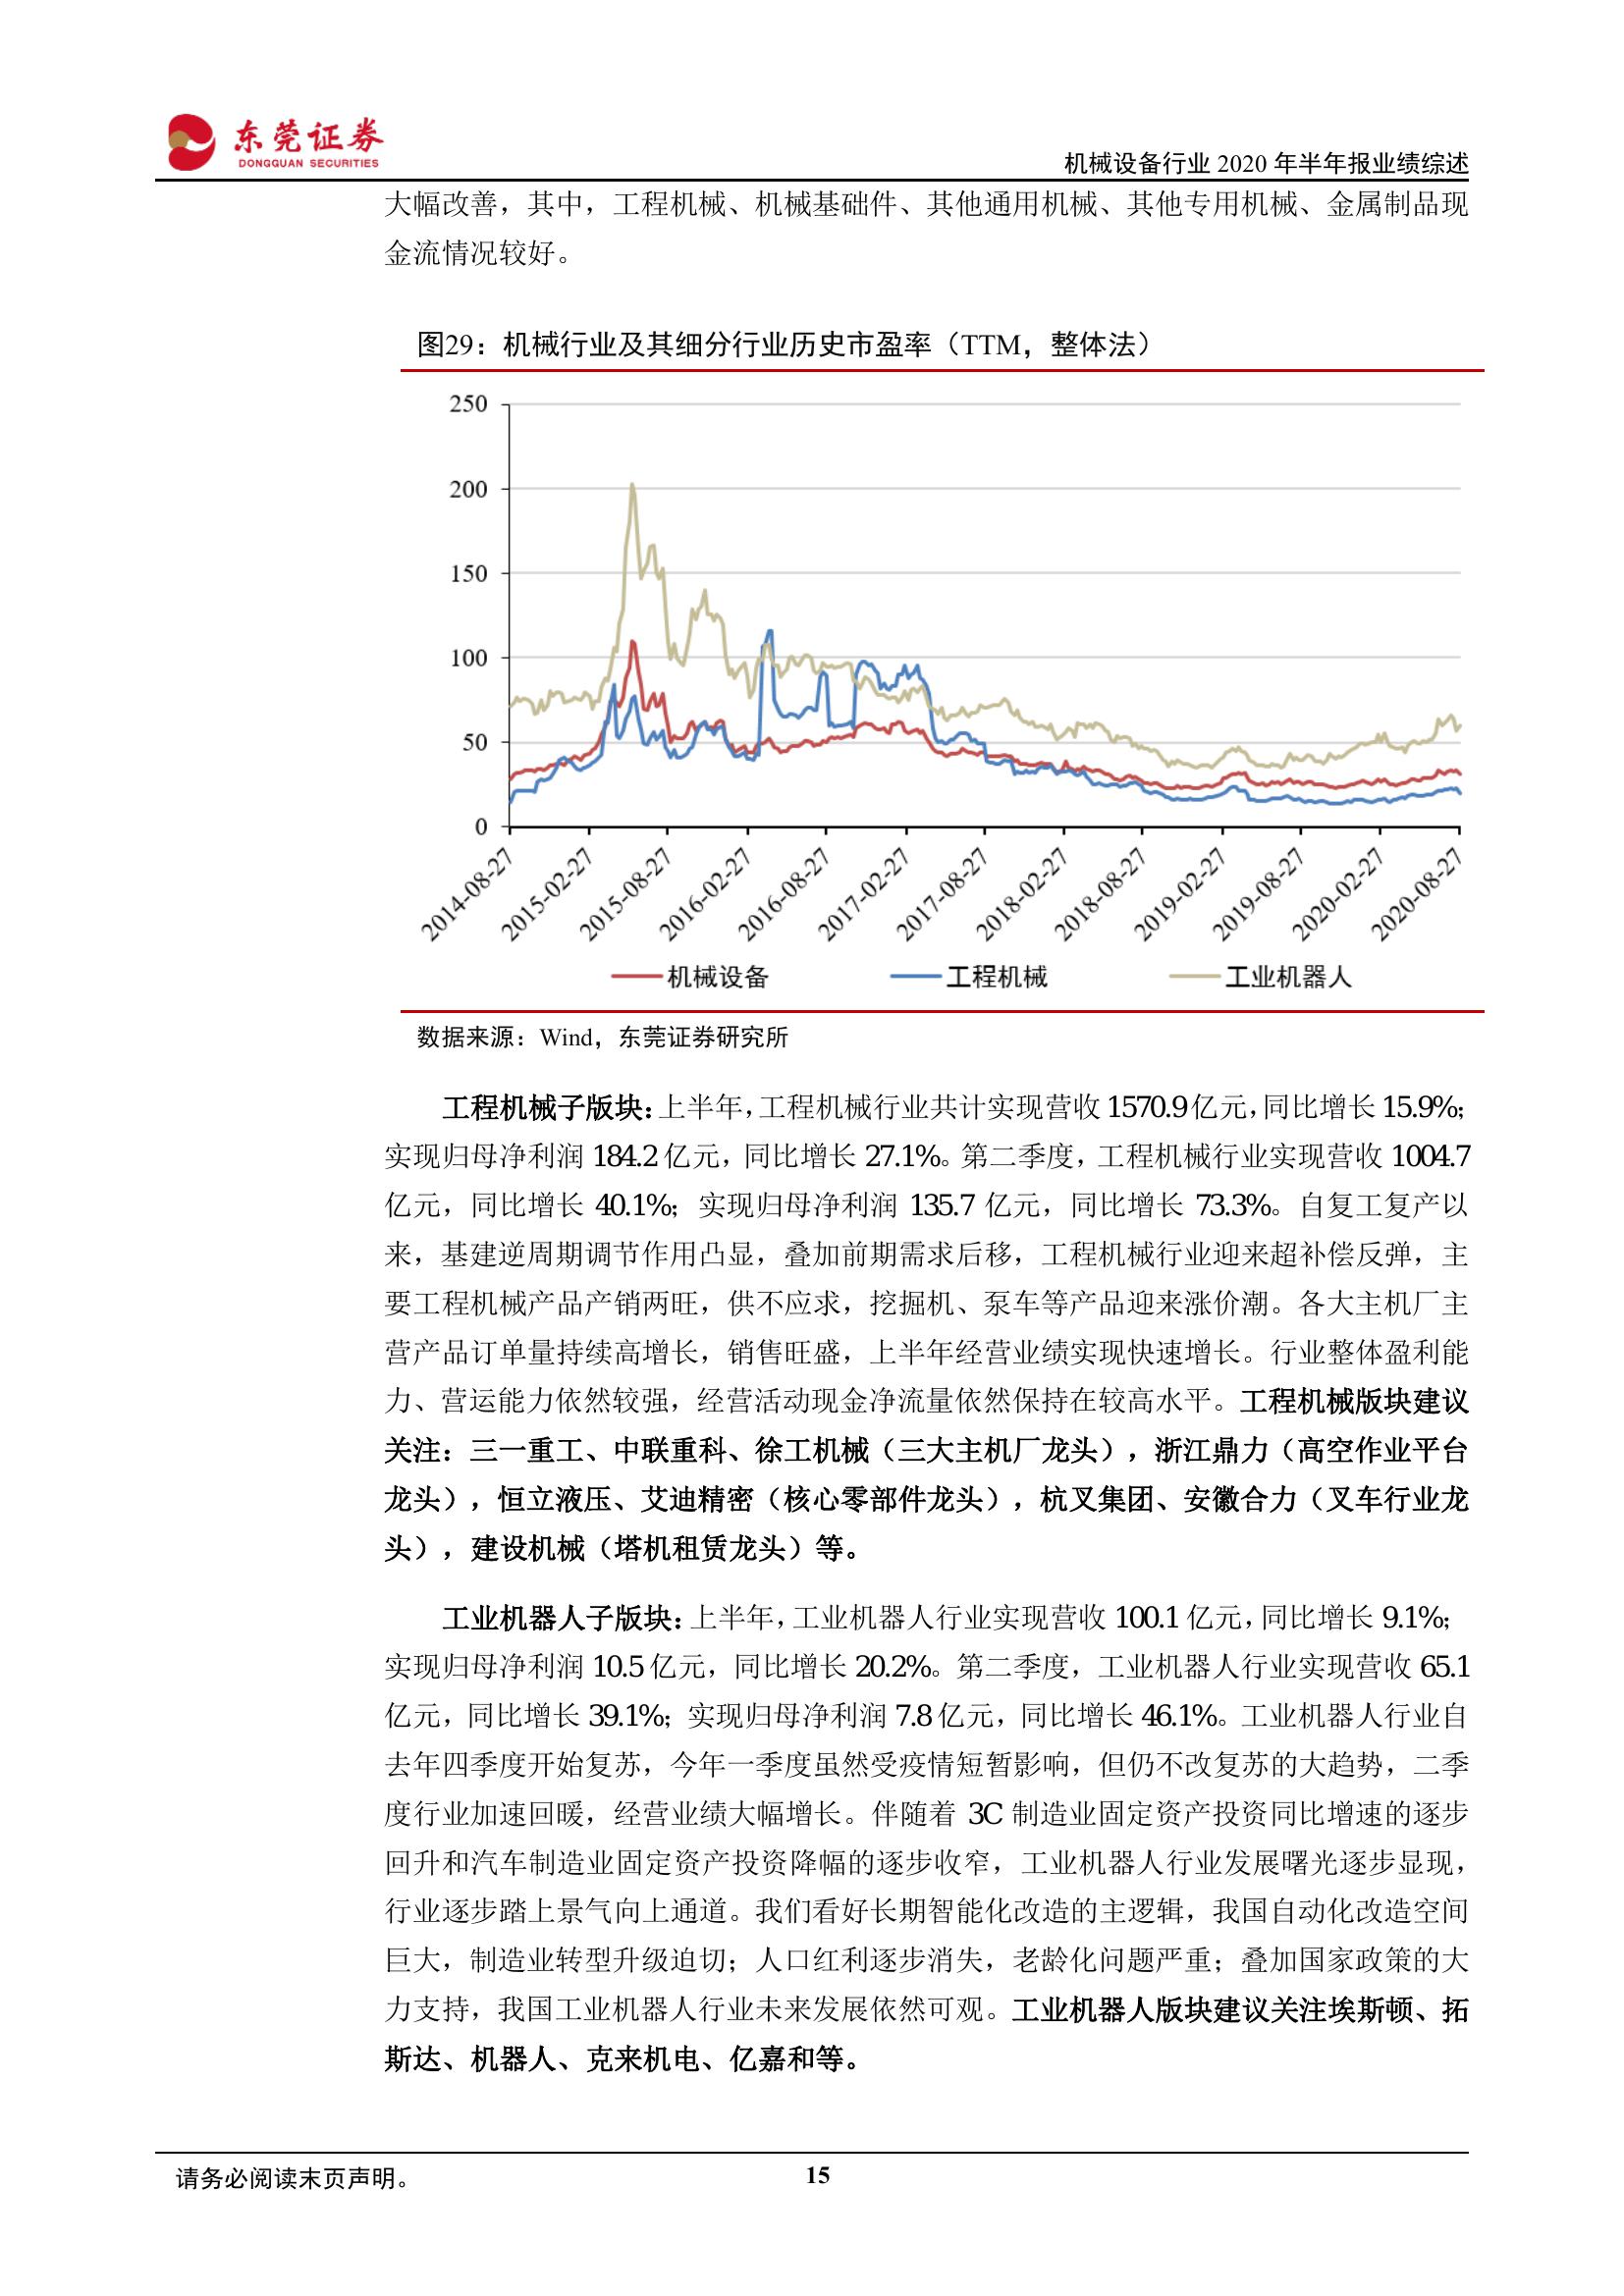 东莞证券
DONGGUAN SECURITIES
机械设备行业 2020 年半年报业绩综述
大幅改善，其中，工程机械、机械基础件、其他通用机械、其他专用机械、金属制品现
金流情况较好。
图29：机械行业及其细分行业历史市盈率（TTM，整体法）
250
200
150
100
50
0
2014-08-27
2015-02-27
2015-08-27
2016-02-27
2016-08-27
2017-02-27
2017-08-27
2018-02-27
2018-08-27
2019-02-27
2019-08-27
2020-02-27
2020-08-27
机械设备 工程机械 工业机器人
数据来源：Wind，东莞证券研究所
工程机械子版块：上半年，工程机械行业共计实现营收 1570.9 亿元，同比增长 15.9%；
实现归母净利润 184.2 亿元，同比增长 27.1%。第二季度，工程机械行业实现营收 1004.7
亿元，同比增长 40.1%；实现归母净利润 135.7 亿元，同比增长 73.3%。自复工复产以
来，基建逆周期调节作用凸显，叠加前期需求后移，工程机械行业迎来超补偿反弹，主
要工程机械产品产销两旺，供不应求，挖掘机、泵车等产品迎来涨价潮。各大主机厂主
营产品订单量持续高增长，销售旺盛，上半年经营业绩实现快速增长。行业整体盈利能
力、营运能力依然较强，经营活动现金净流量依然保持在较高水平。工程机械版块建议
关注：三一重工、中联重科、徐工机械（三大主机厂龙头），浙江鼎力（高空作业平台
龙头），恒立液压、艾迪精密（核心零部件龙头），杭叉集团、安徽合力（叉车行业龙
头），建设机械（塔机租赁龙头）等。
工业机器人子版块：上半年，工业机器人行业实现营收 100.1 亿元，同比增长 9.1%；
实现归母净利润 10.5 亿元，同比增长 20.2%。第二季度，工业机器人行业实现营收 65.1
亿元，同比增长 39.1%；实现归母净利润 7.8 亿元，同比增长 46.1%。工业机器人行业自
去年四季度开始复苏，今年一季度虽然受疫情短暂影响，但仍不改复苏的大趋势，二季
度行业加速回暖，经营业绩大幅增长。伴随着 3C 制造业固定资产投资同比增速的逐步
回升和汽车制造业固定资产投资降幅的逐步收窄，工业机器人行业发展曙光逐步显现，
行业逐步踏上景气向上通道。我们看好长期智能化改造的主逻辑，我国自动化改造空间
巨大，制造业转型升级迫切；人口红利逐步消失，老龄化问题严重；叠加国家政策的大
力支持，我国工业机器人行业未来发展依然可观。工业机器人版块建议关注埃斯顿、拓
斯达、机器人、克来机电、亿嘉和等。
请务必阅读末页声明。
15